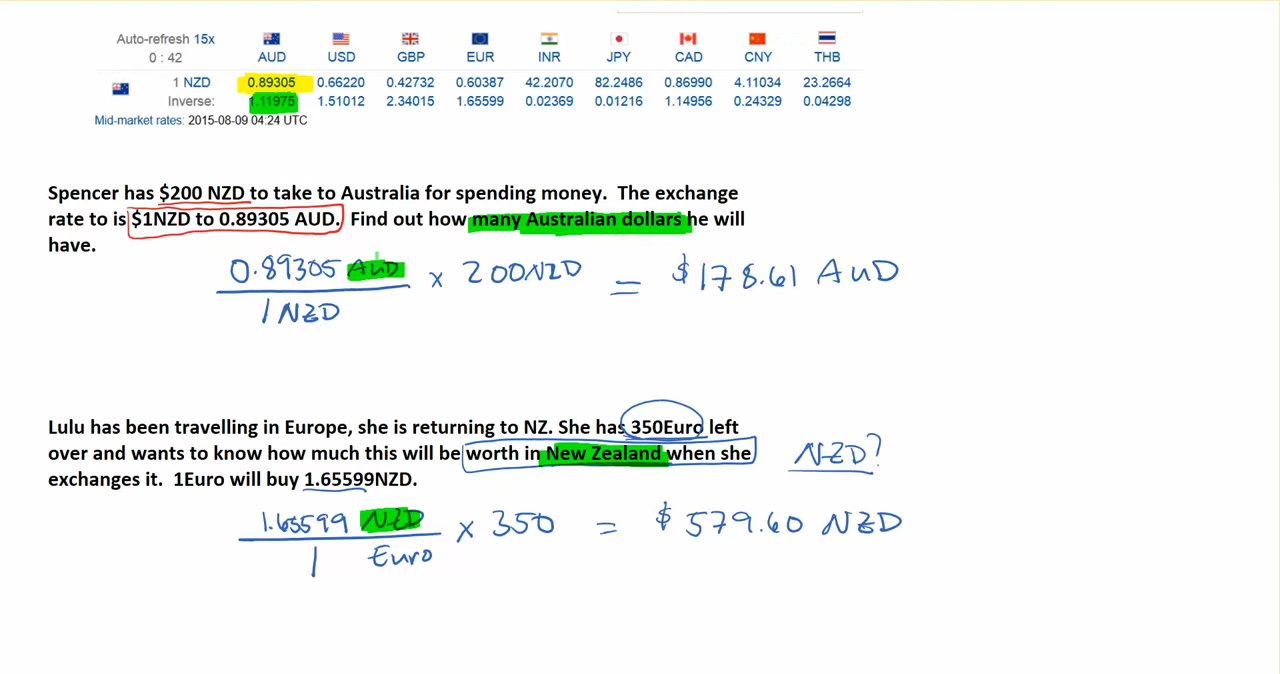 Auto-refresh 15x
0 : 42
AUD USD GBP EUR INR JPY CAD CNY THB
1 NZD 0.89305 0.66220 0.42732 0.60387 42.2070 82.2486 0.86990 4.11034 23.2664
Inverse: 1.11975 1.51012 2.34015 1.65599 0.02369 0.01216 1.14956 0.24329 0.04298
Mid-market rates: 2015-08-09 04:24 UTC
Spencer has $200 NZD to take to Australia for spending money. The exchange
rate to is $1NZD to 0.89305 AUD. Find out how many Australian dollars he will
have.
0.89305 AUD × 200NZD = $178.61 AUD
1 NZD
Lulu has been travelling in Europe, she is returning to NZ. She has 350Euro left
over and wants to know how much this will be worth in New Zealand when she
NZD?
exchanges it. 1Euro will buy 1.65599NZD.
1.65599 NZD × 350 = $579.60 NZD
1 Euro